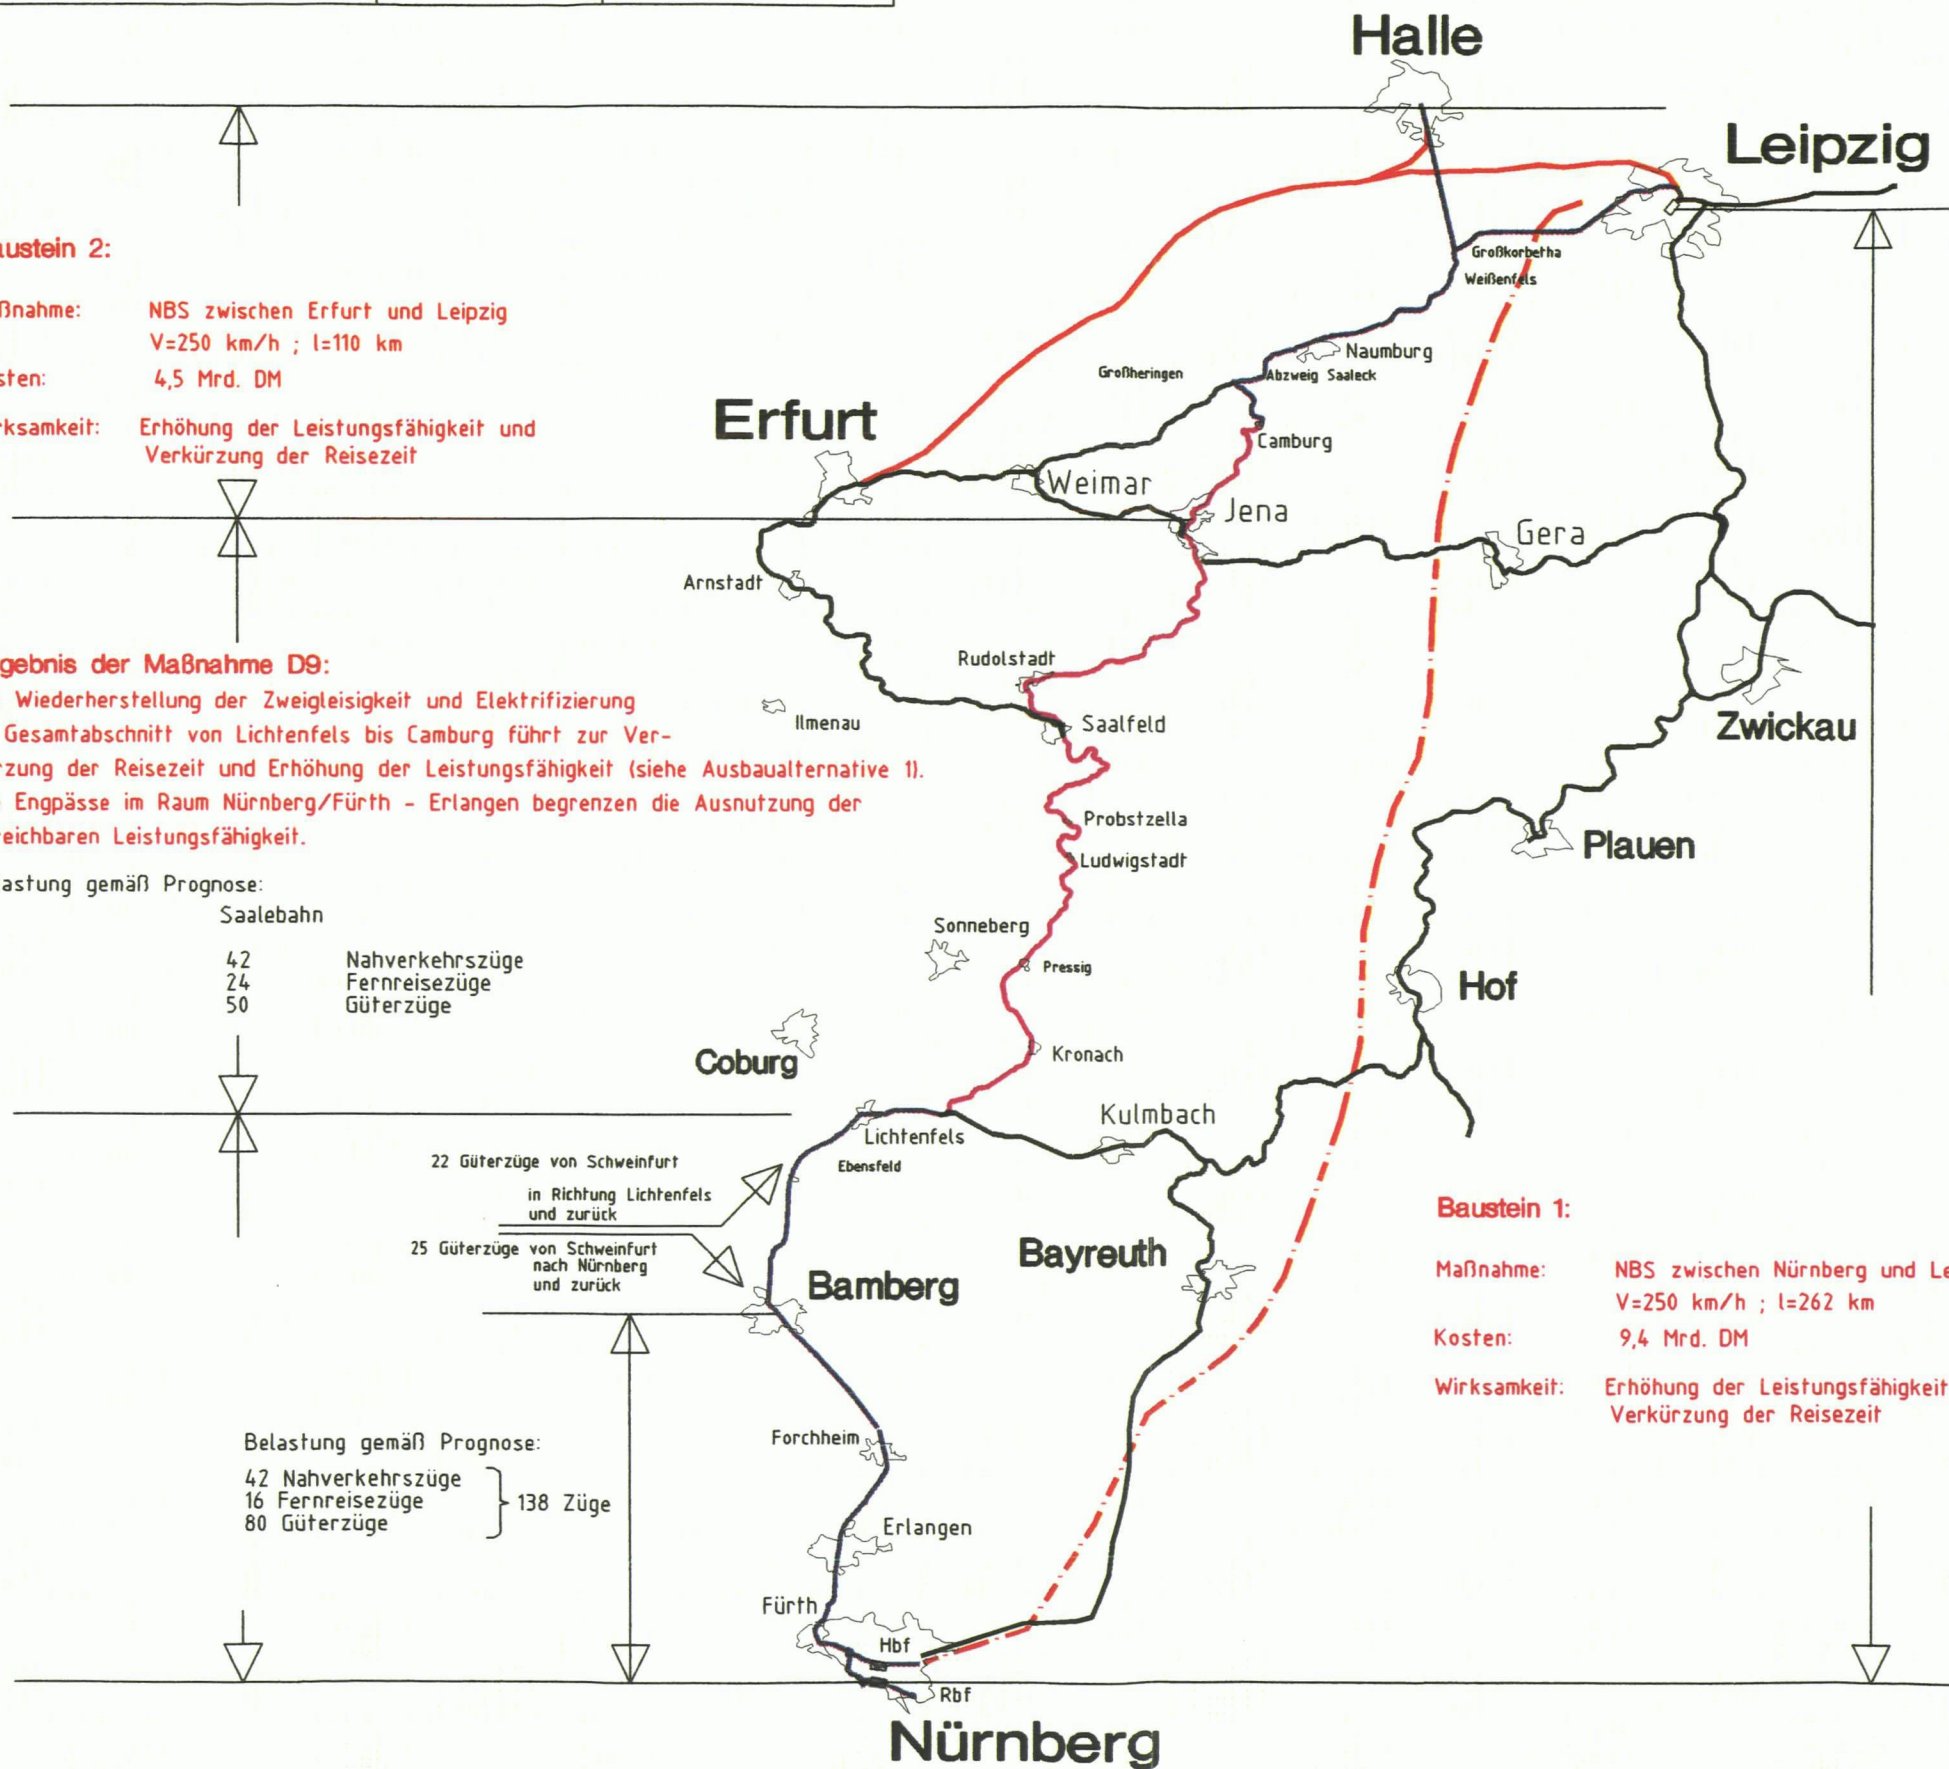 Halle
Leipzig
austein 2:
ßnahme: NBS zwischen Erfurt und Leipzig
V=250 km/h ; l=110 km
sten: 4,5 Mrd. DM
rksamkeit: Erhöhung der Leistungsfähigkeit und
Verkürzung der Reisezeit
Großkorbetha
Weißenfels
Naumburg
Großheringen
Abzweig Saaleck
Erfurt
Camburg
Weimar
Jena
Gera
Arnstadt
Rudolstadt
gebnis der Maßnahme D9:
Wiederherstellung der Zweigleisigkeit und Elektrifizierung
Gesamtabschnitt von Lichtenfels bis Camburg führt zur Ver-
rzung der Reisezeit und Erhöhung der Leistungsfähigkeit (siehe Ausbaualternative 1).
Engpässe im Raum Nürnberg/Fürth - Erlangen begrenzen die Ausnutzung der
eichbaren Leistungsfähigkeit.
Ilmenau
Saalfeld
Zwickau
Probstzella
Ludwigstadt
Plauen
astung gemäß Prognose:
Saalebahn
42 Nahverkehrszüge
24 Fernreisezüge
50 Güterzüge
Sonneberg
Pressig
Hof
Coburg
Kronach
Kulmbach
Lichtenfels
Ebensfeld
22 Güterzüge von Schweinfurt
in Richtung Lichtenfels
und zurück
25 Güterzüge von Schweinfurt
nach Nürnberg
und zurück
Bamberg
Bayreuth
Baustein 1:
Maßnahme: NBS zwischen Nürnberg und Le
V=250 km/h ; l=262 km
Kosten: 9,4 Mrd. DM
Wirksamkeit: Erhöhung der Leistungsfähigkeit
Verkürzung der Reisezeit
Forchheim
Belastung gemäß Prognose:
42 Nahverkehrszüge
16 Fernreisezüge
80 Güterzüge
138 Züge
Erlangen
Fürth
Hbf
Rbf
Nürnberg